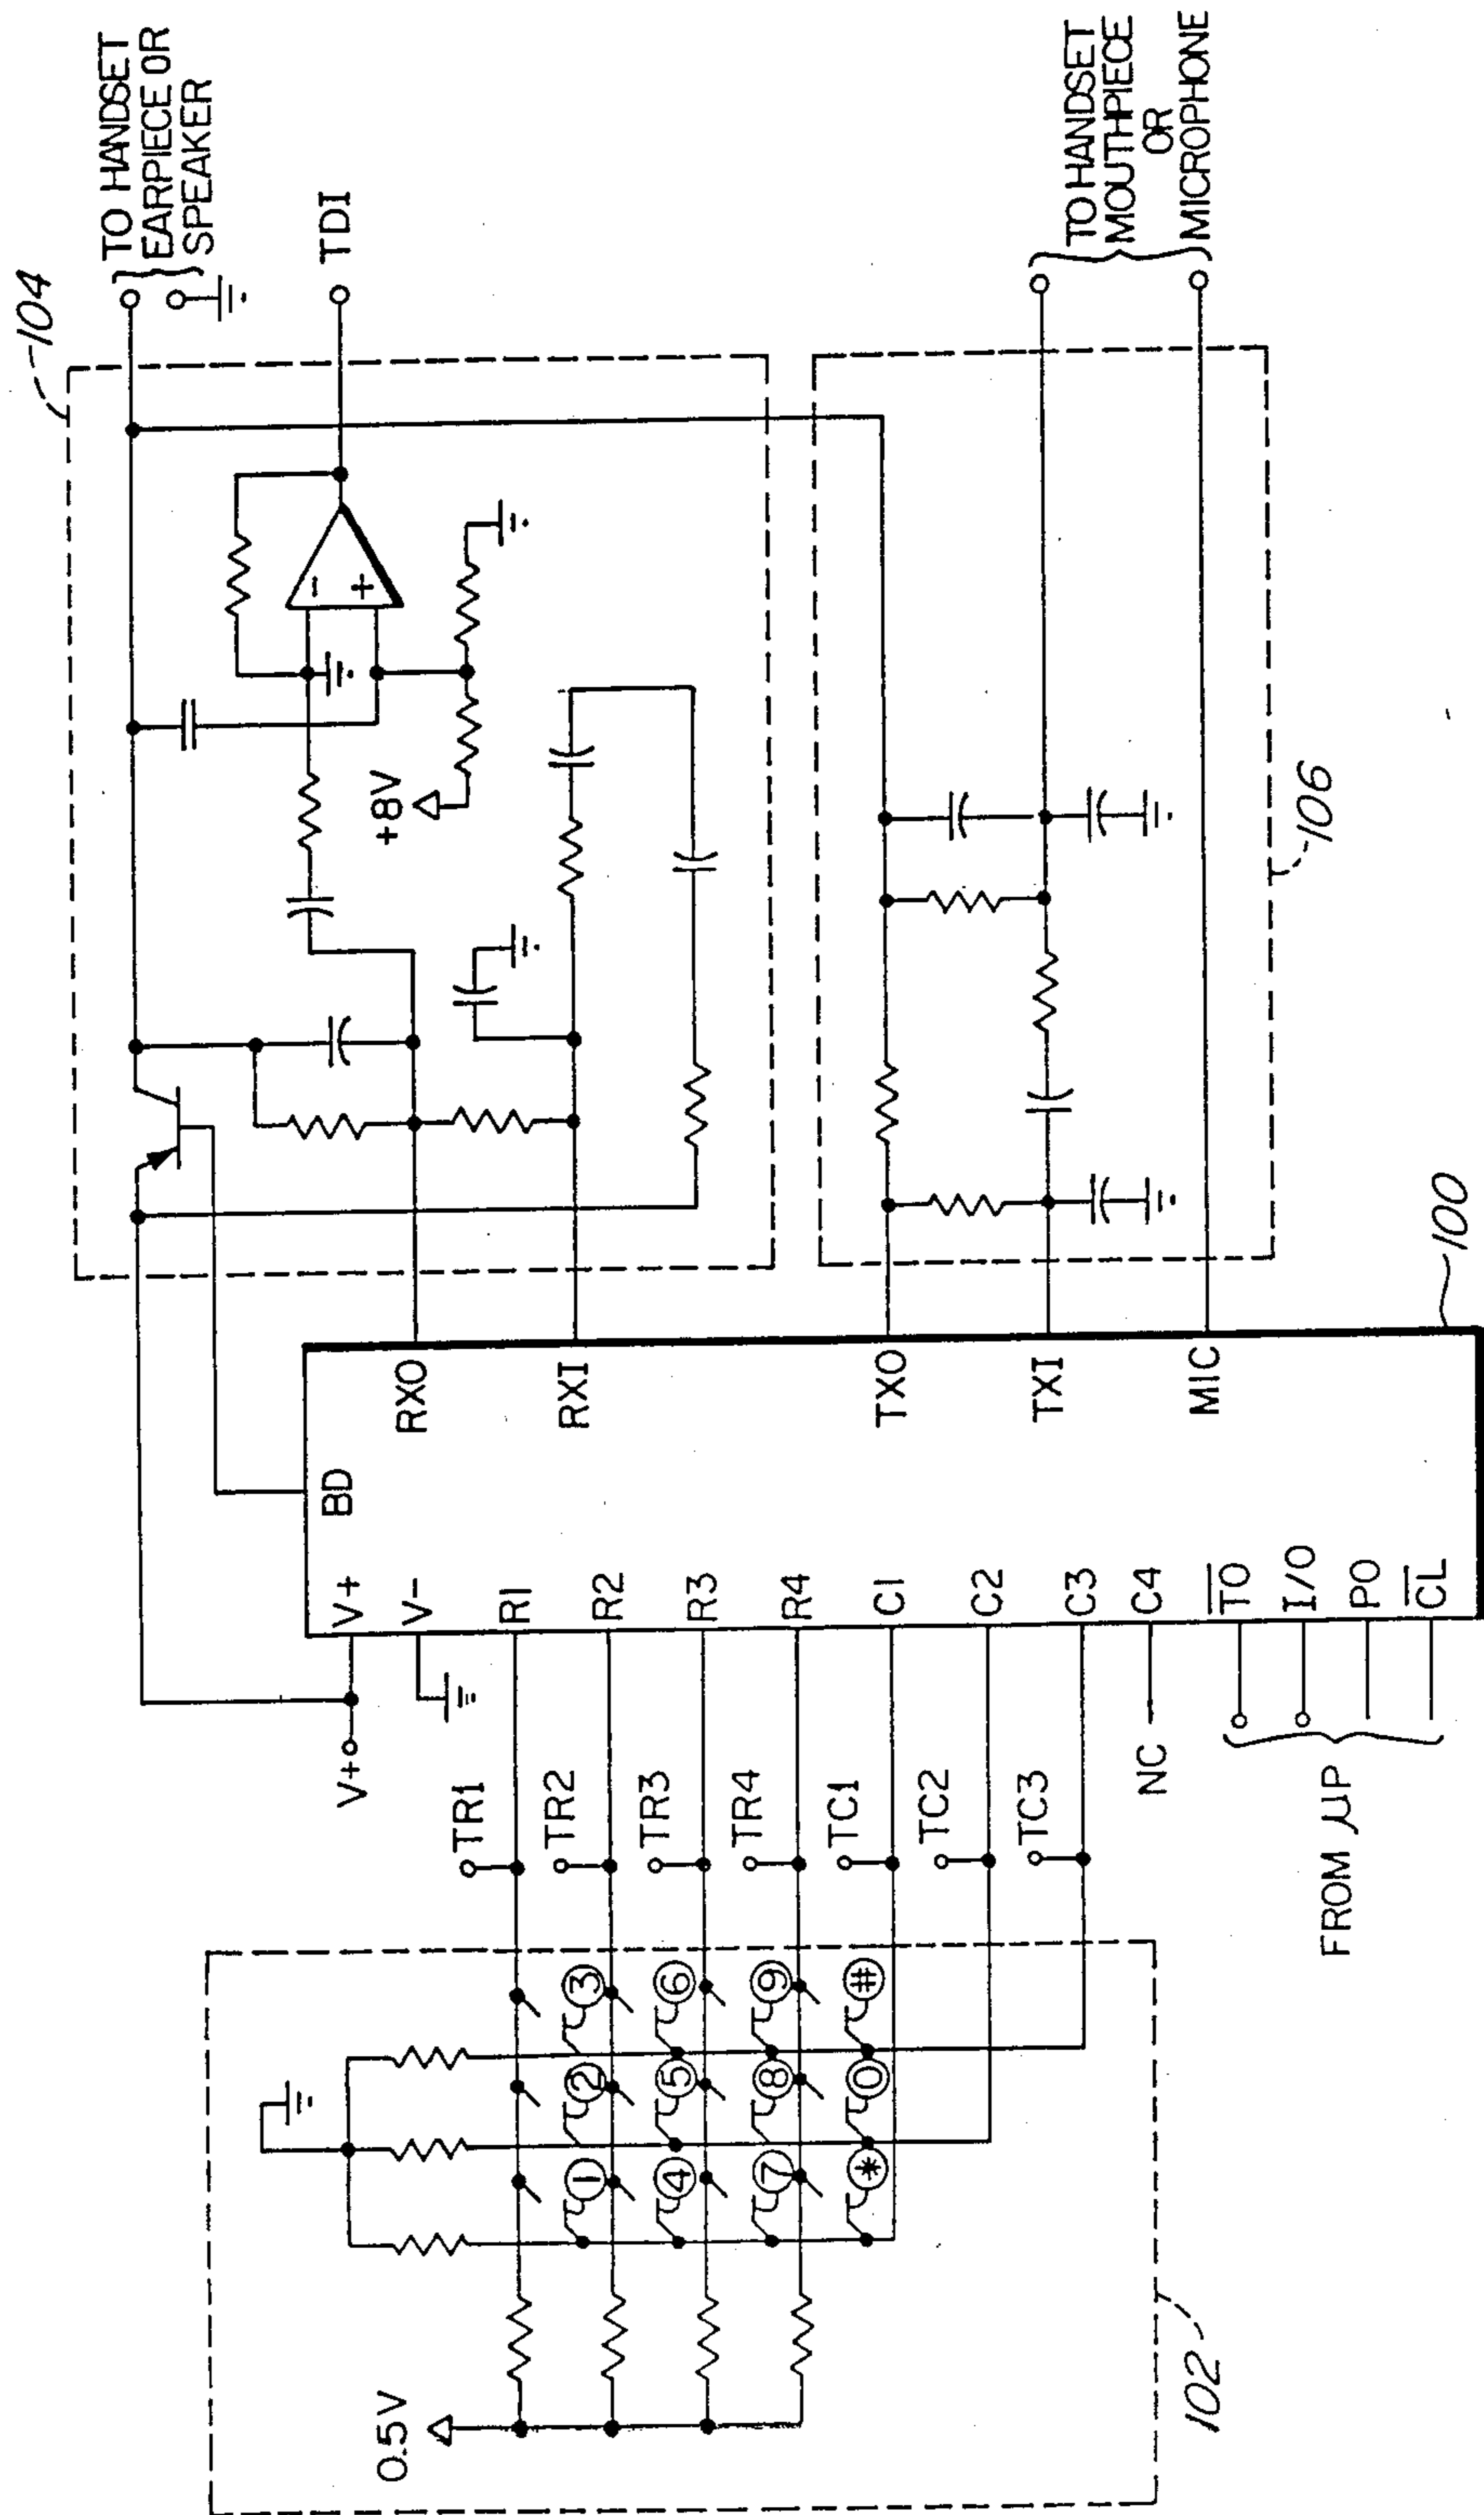 104
TO HANDSET
EARPIECE OR
SPEAKER
TDI
-
+
+8V
TO HANDSET
MOUTHPIECE
OR
MICROPHONE
106
100
BD
RXO
RXI
TXO
TXI
MIC
V+
V-
R1
R2
R3
R4
C1
C2
C3
C4
TO
I/O
PO
CL
V+
TR1
TR2
TR3
TR4
TC1
TC2
TC3
NC
FROM μP
1 2 3
4 5 6
7 8 9
* 0 #
0.5V
102